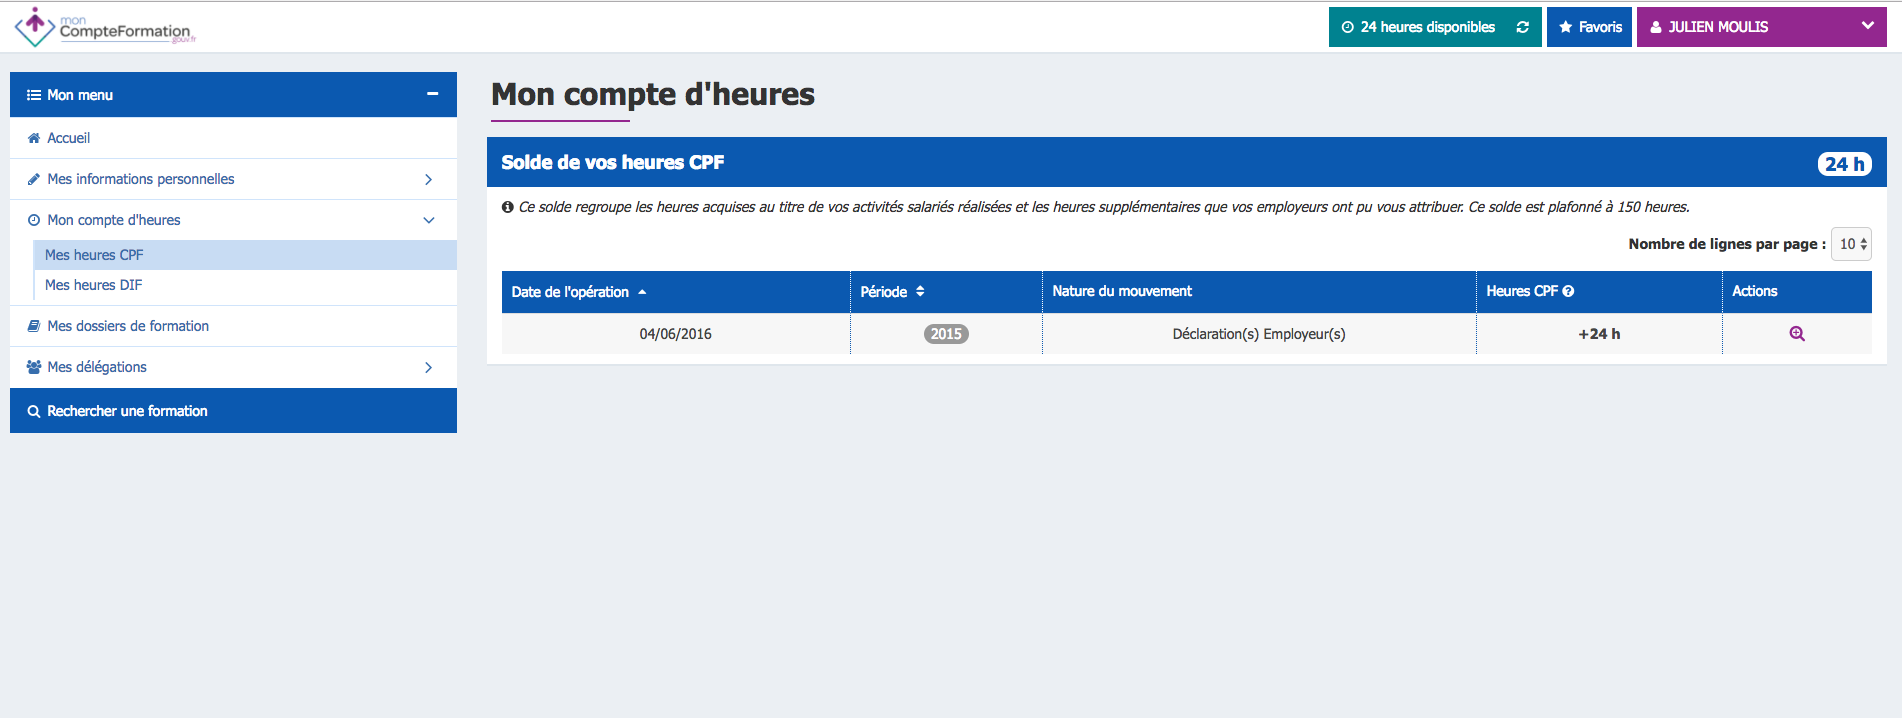 mon
CompteFormation
gouv.fr
24 heures disponibles
Favoris
JULIEN MOULIS
Mon menu
Accueil
Mes informations personnelles
Mon compte d'heures
Mes heures CPF
Mes heures DIF
Mes dossiers de formation
Mes délégations
Rechercher une formation
Mon compte d'heures
Solde de vos heures CPF
24 h
Ce solde regroupe les heures acquises au titre de vos activités salariés réalisées et les heures supplémentaires que vos employeurs ont pu vous attribuer. Ce solde est plafonné à 150 heures.
Nombre de lignes par page : 10
Date de l'opération Période Nature du mouvement Heures CPF Actions
04/06/2016 2015 Déclaration(s) Employeur(s) +24 h